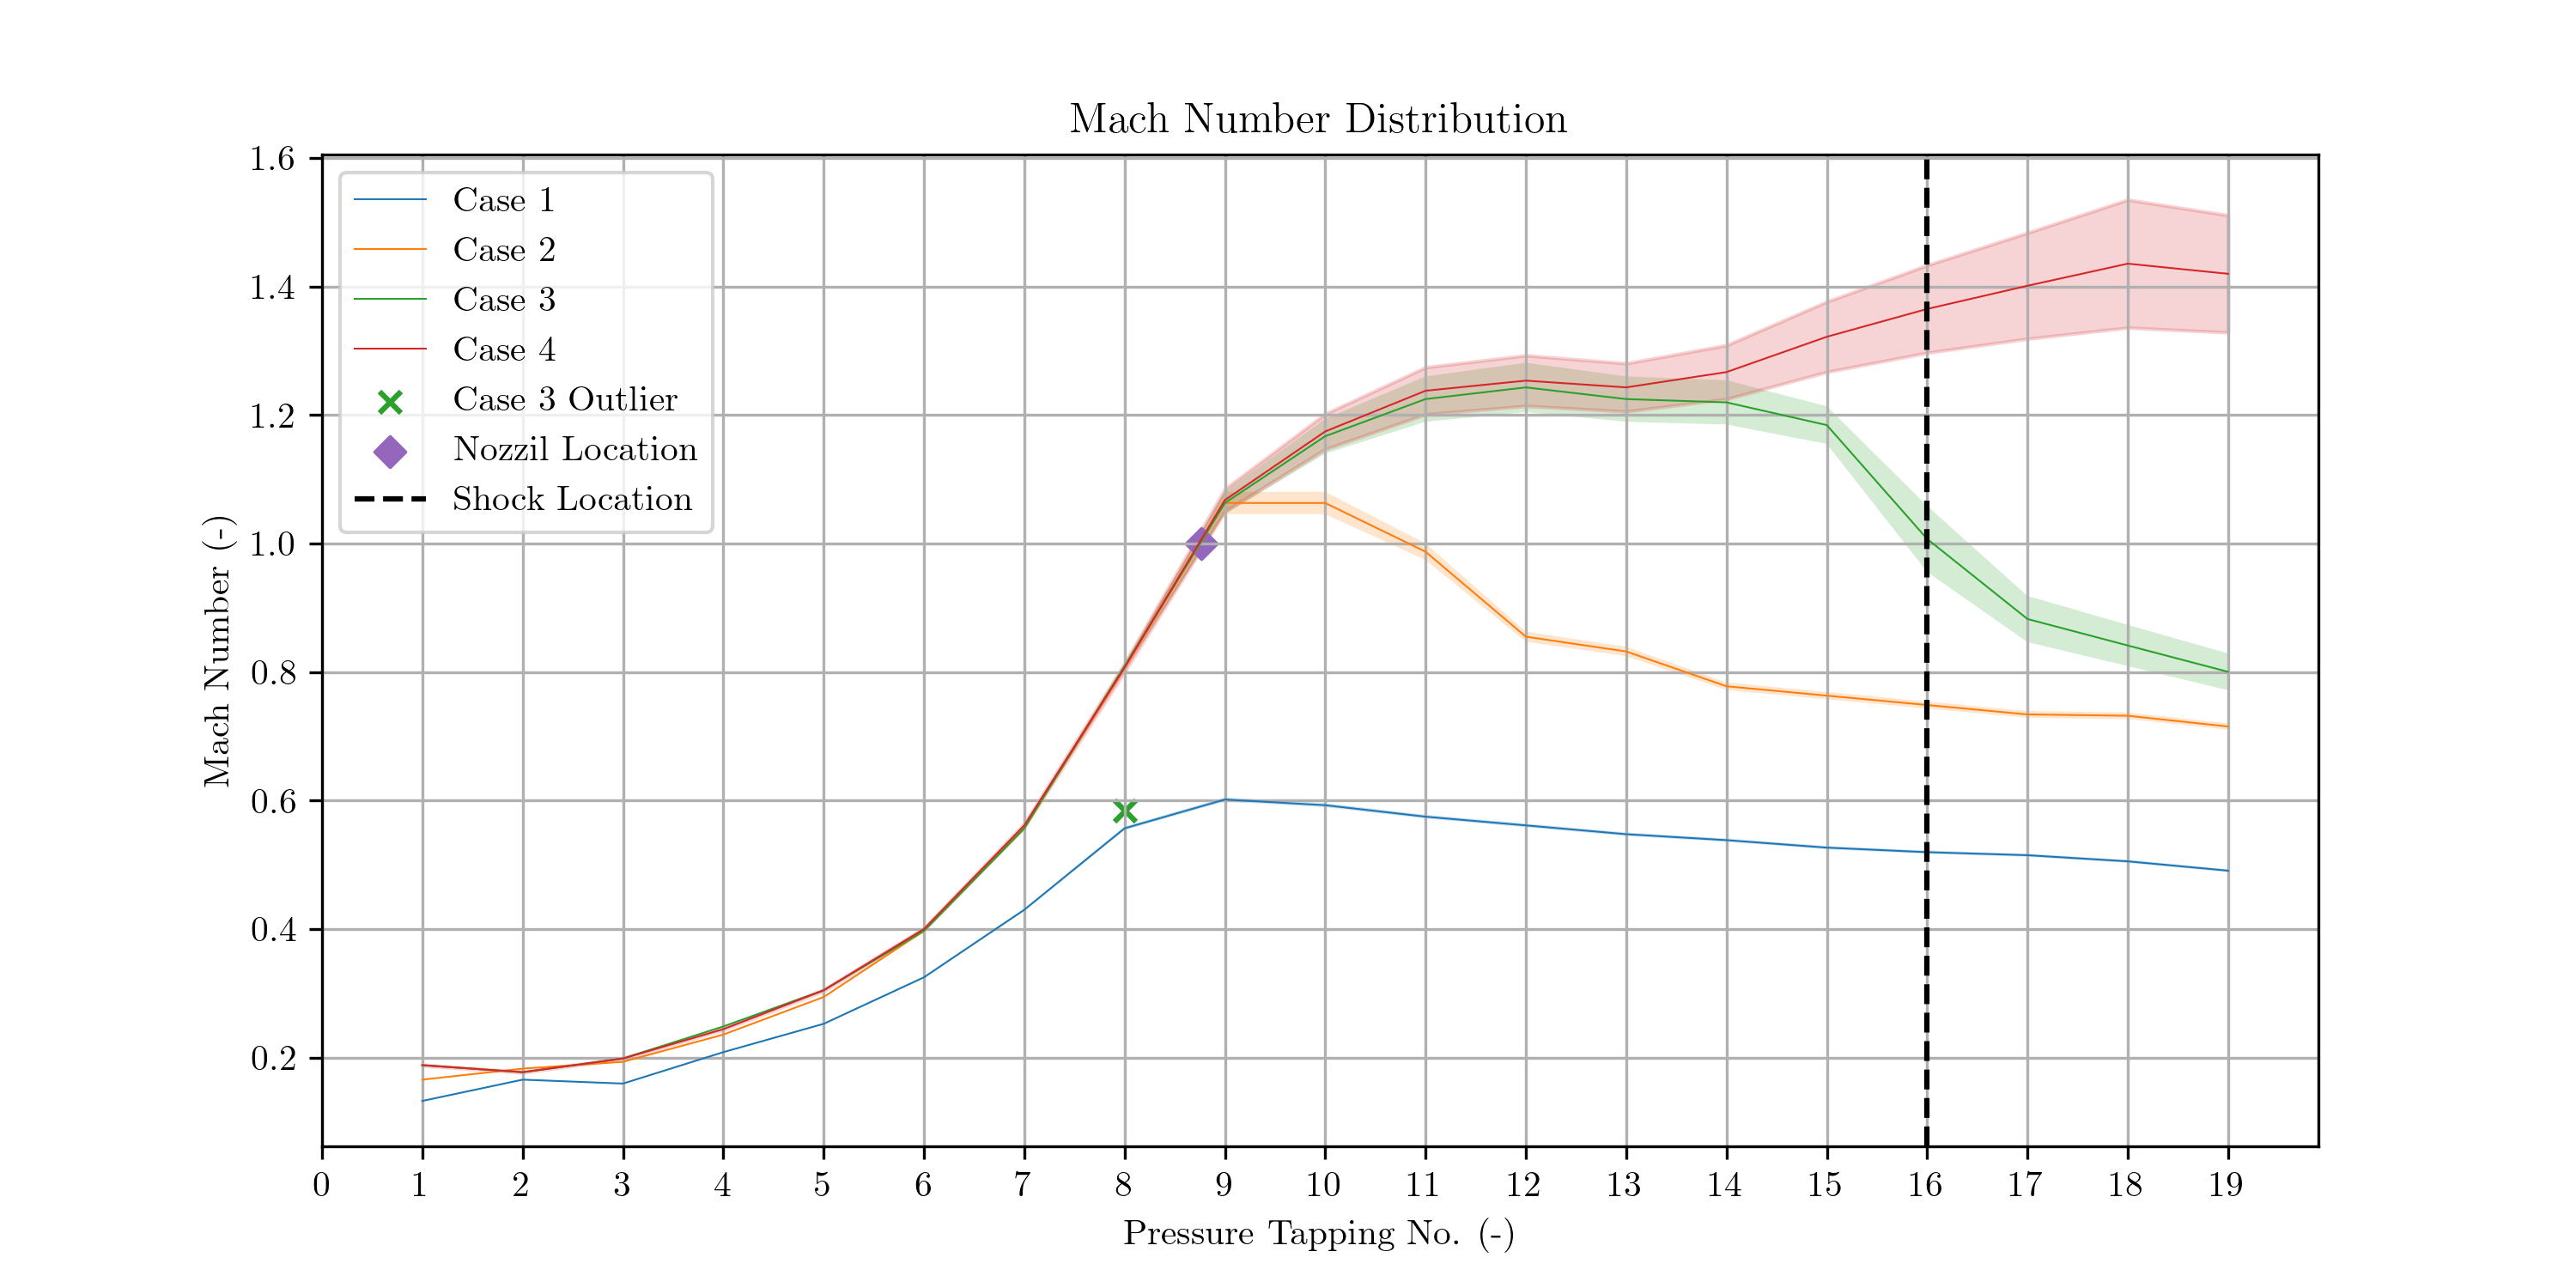 Mach Number Distribution
1.6
1.4
1.2
1.0
0.8
0.6
0.4
0.2
Mach Number (-)
Case 1
Case 2
Case 3
Case 4
Case 3 Outlier
Nozzil Location
Shock Location
0 1 2 3 4 5 6 7 8 9 10 11 12 13 14 15 16 17 18 19
Pressure Tapping No. (-)